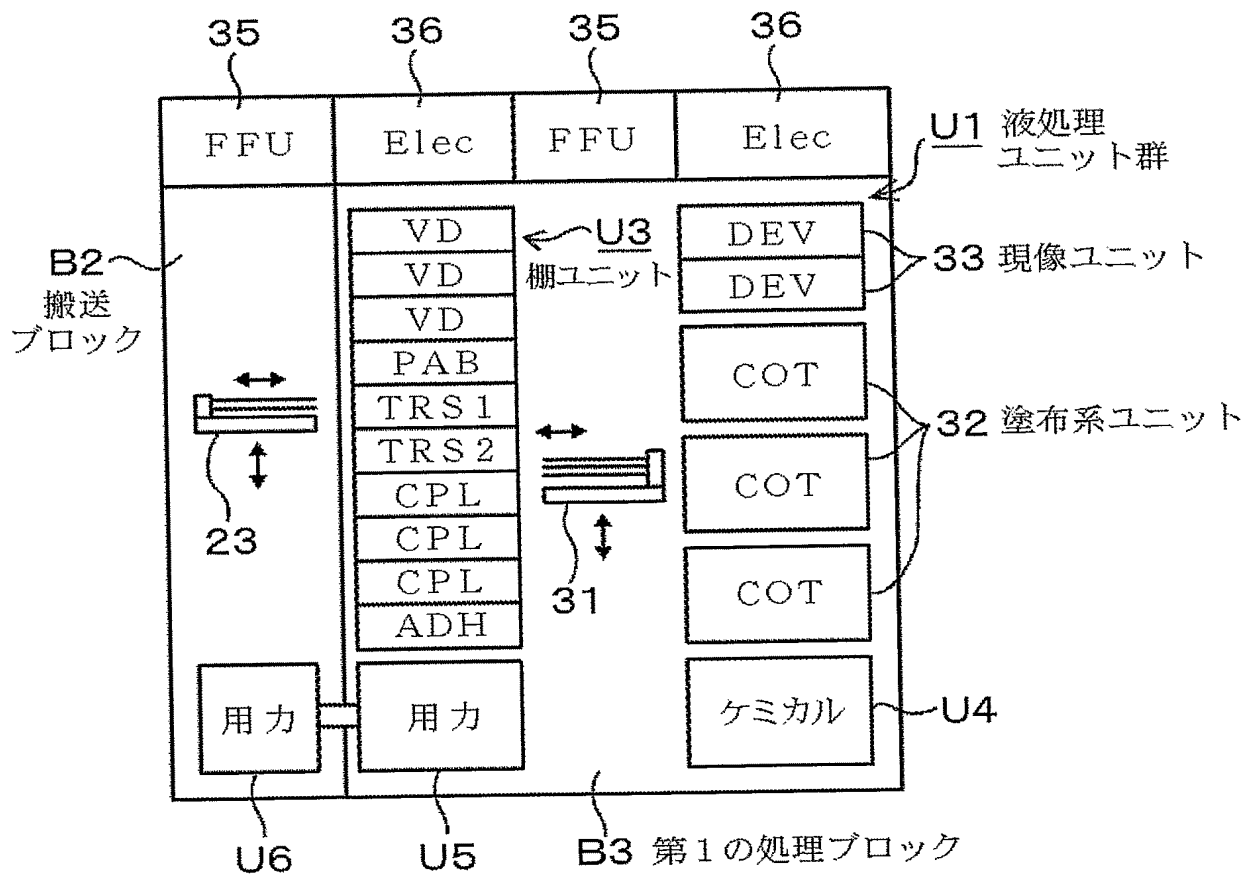 35
36
35
36
FFU
Elec
FFU
Elec
U1 液処理
ユニット群
VD
VD
VD
PAB
TRS1
TRS2
CPL
CPL
CPL
ADH
U3
棚ユニット
DEV
DEV
33 現像ユニット
B2
搬送
ブロック
COT
COT
COT
32 塗布系ユニット
23
31
用力
用力
ケミカル
U4
U6
U5
B3 第1の処理ブロック